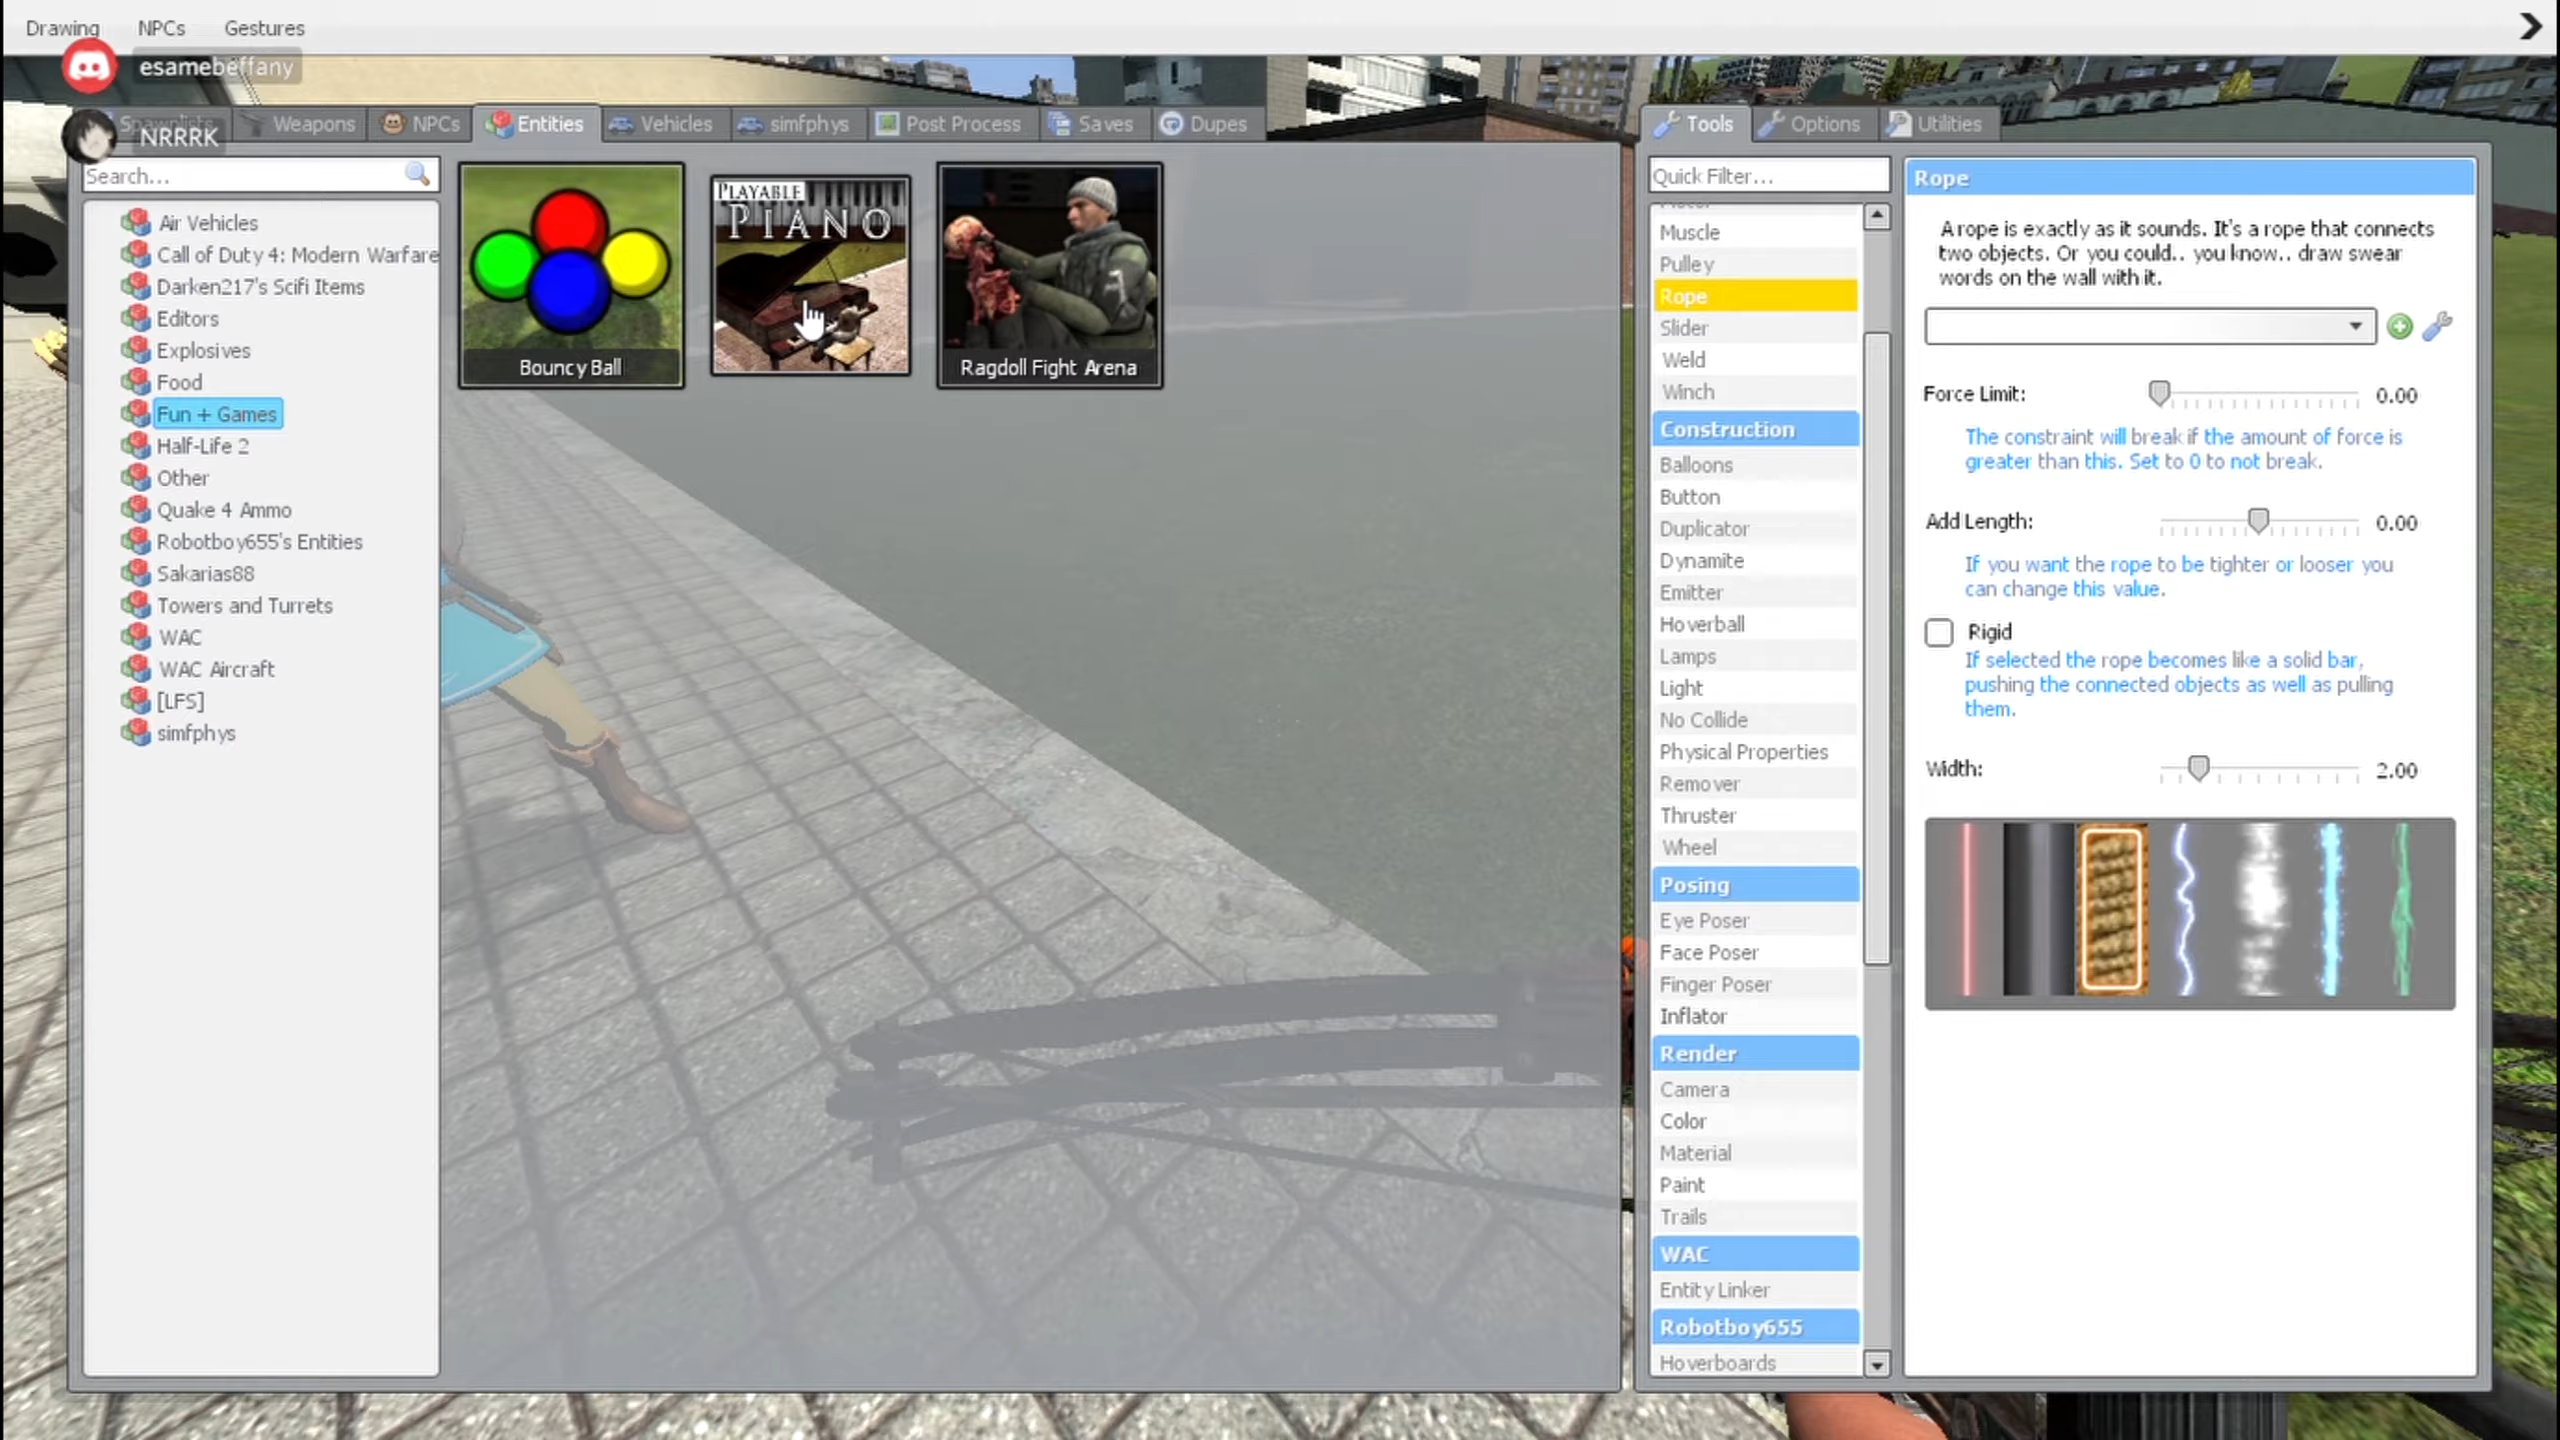 Drawing NPCs Gestures
esamebeffany
NRRRK
Spawnlists Weapons NPCs Entities Vehicles simfphys Post Process Saves Dupes
Search...
Air Vehicles
Call of Duty 4: Modern Warfare
Darken217's Scifi Items
Editors
Explosives
Food
Fun + Games
Half-Life 2
Other
Quake 4 Ammo
Robotboy655's Entities
Sakarias88
Towers and Turrets
WAC
WAC Aircraft
[LFS]
simfphys
Bouncy Ball
PLAYABLE
PIANO
Ragdoll Fight Arena
Tools Options Utilities
Quick Filter...
Muscle
Pulley
Rope
Slider
Weld
Winch
Construction
Balloons
Button
Duplicator
Dynamite
Emitter
Hoverball
Lamps
Light
No Collide
Physical Properties
Remover
Thruster
Wheel
Posing
Eye Poser
Face Poser
Finger Poser
Inflator
Render
Camera
Color
Material
Paint
Trails
WAC
Entity Linker
Robotboy655
Hoverboards
Rope
A rope is exactly as it sounds. It's a rope that connects
two objects. Or you could.. you know.. draw swear
words on the wall with it.
Force Limit: 0.00
The constraint will break if the amount of force is
greater than this. Set to 0 to not break.
Add Length: 0.00
If you want the rope to be tighter or looser you
can change this value.
Rigid
If selected the rope becomes like a solid bar,
pushing the connected objects as well as pulling
them.
Width: 2.00